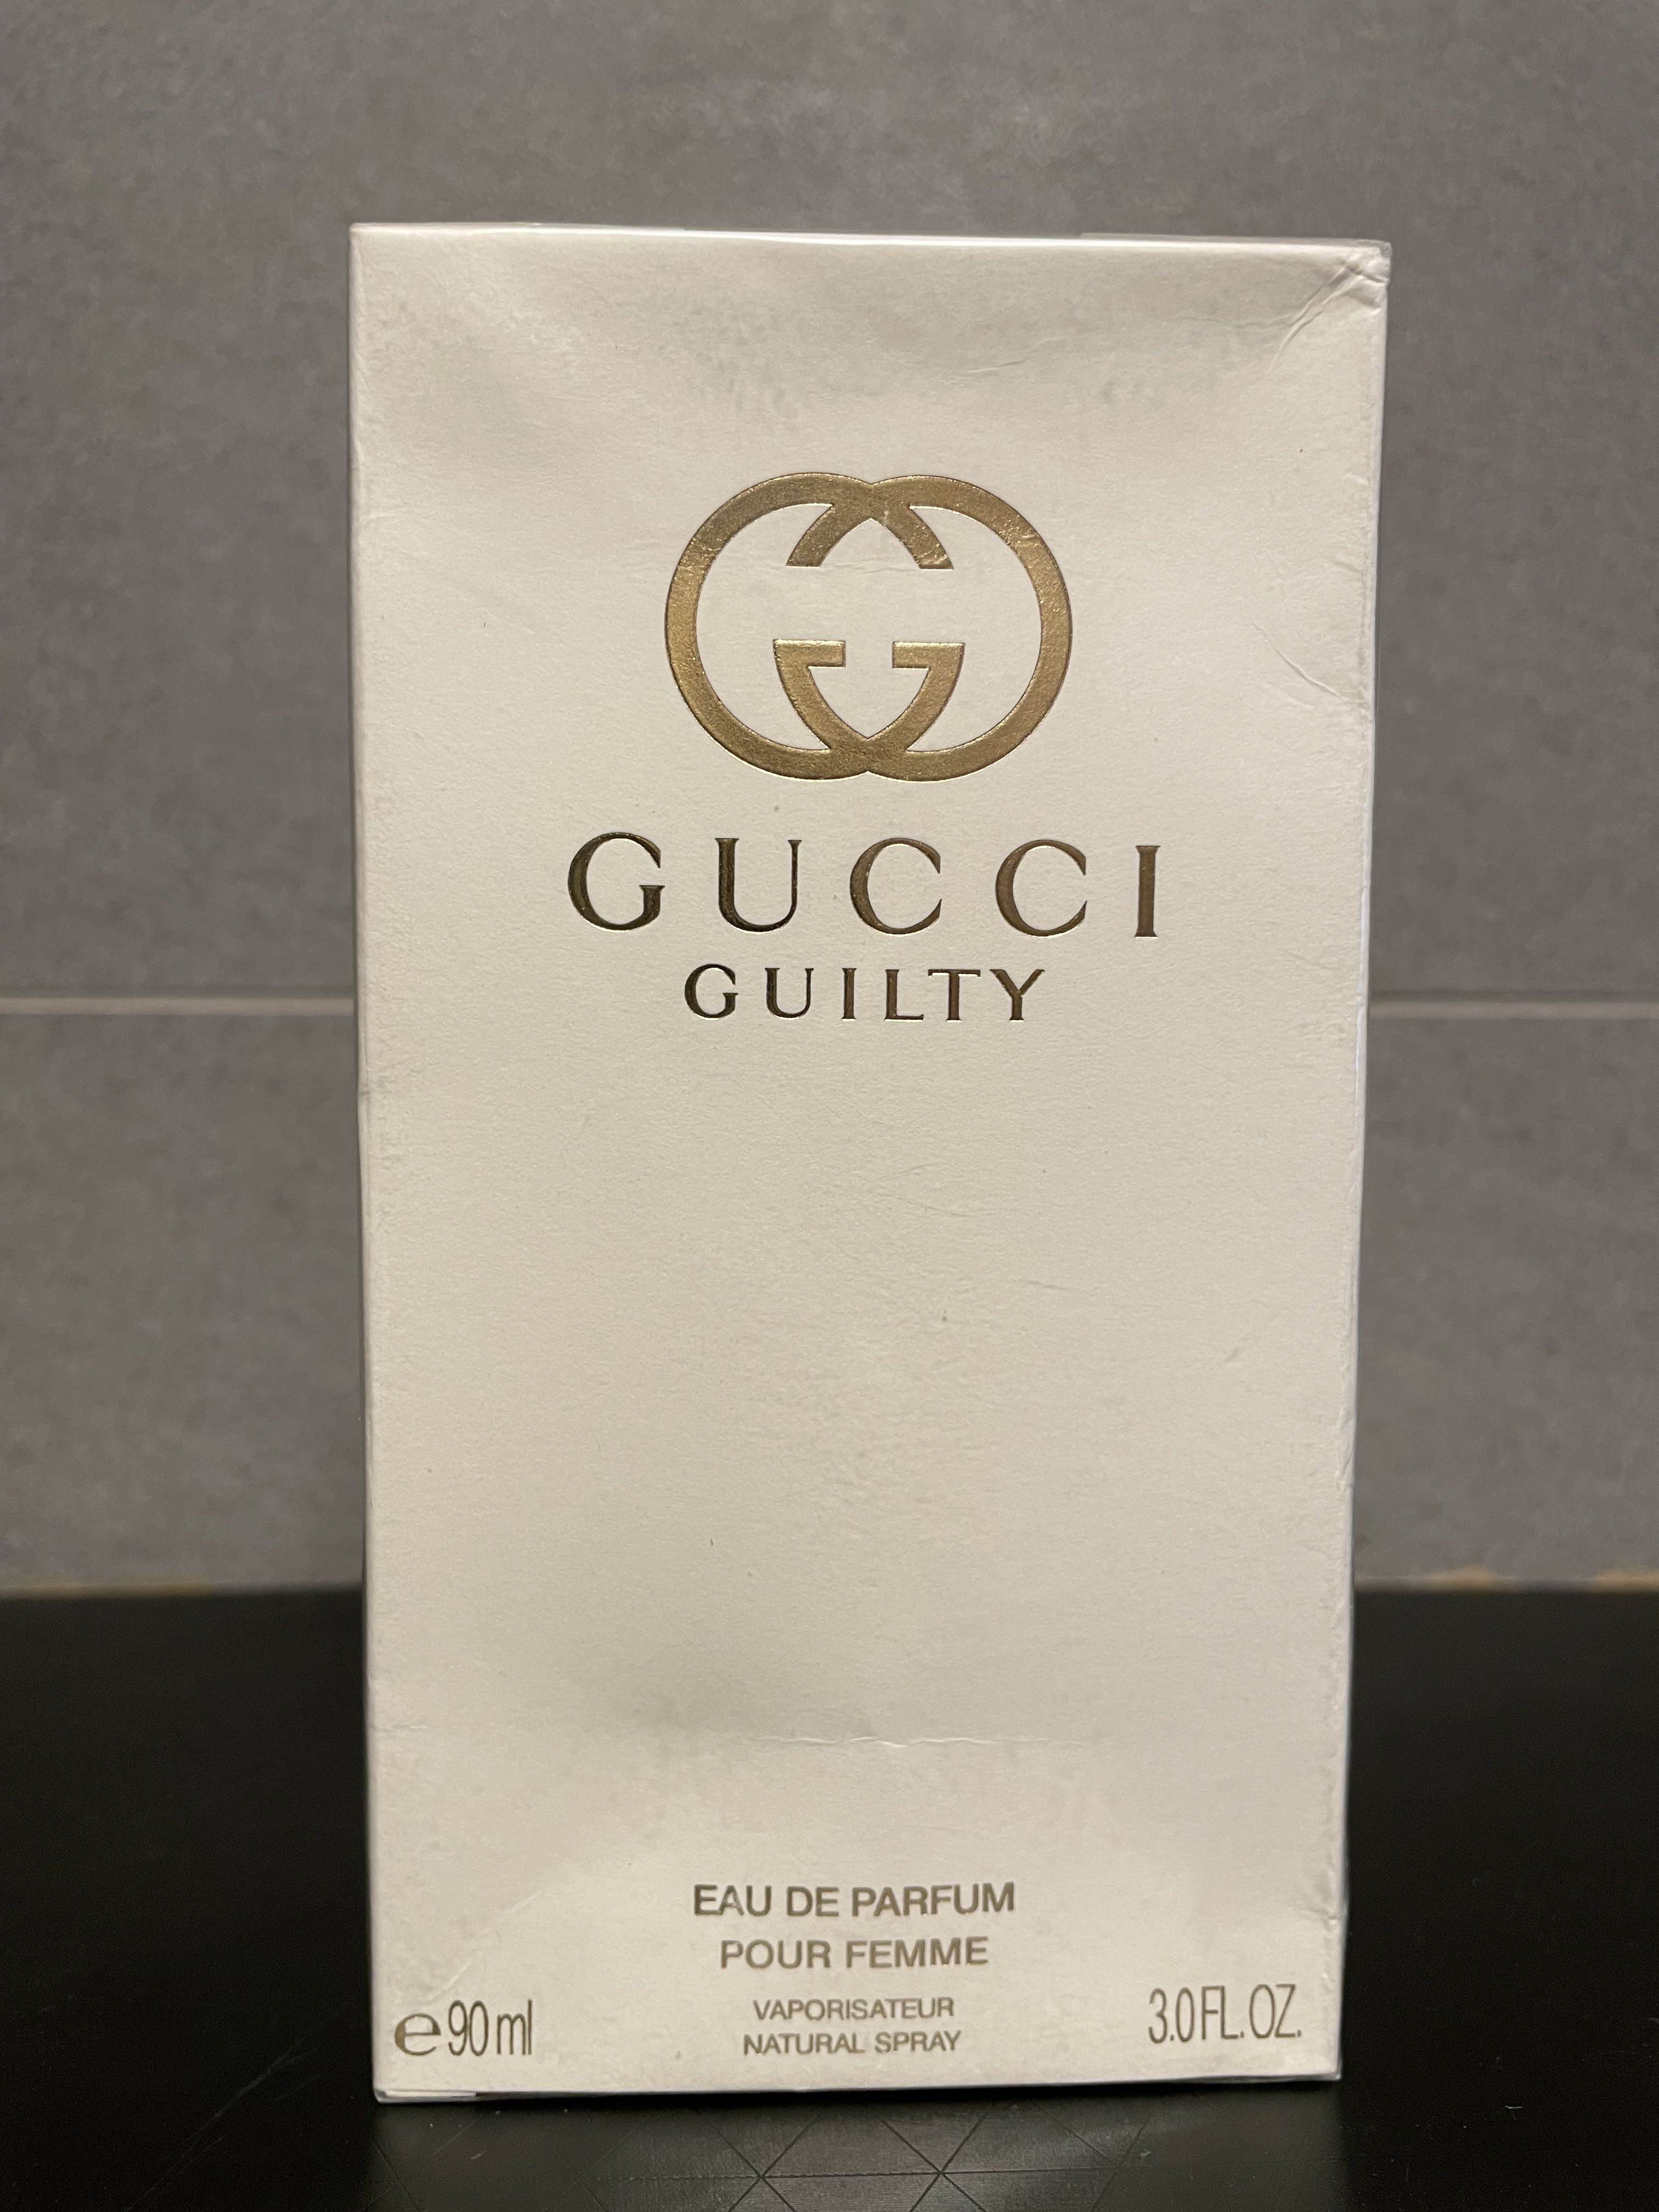 GUCCI
GUILTY
EAU DE PARFUM
POUR FEMME
VAPORISATEUR
NATURAL SPRAY
℮90ml
3.0FL.OZ.